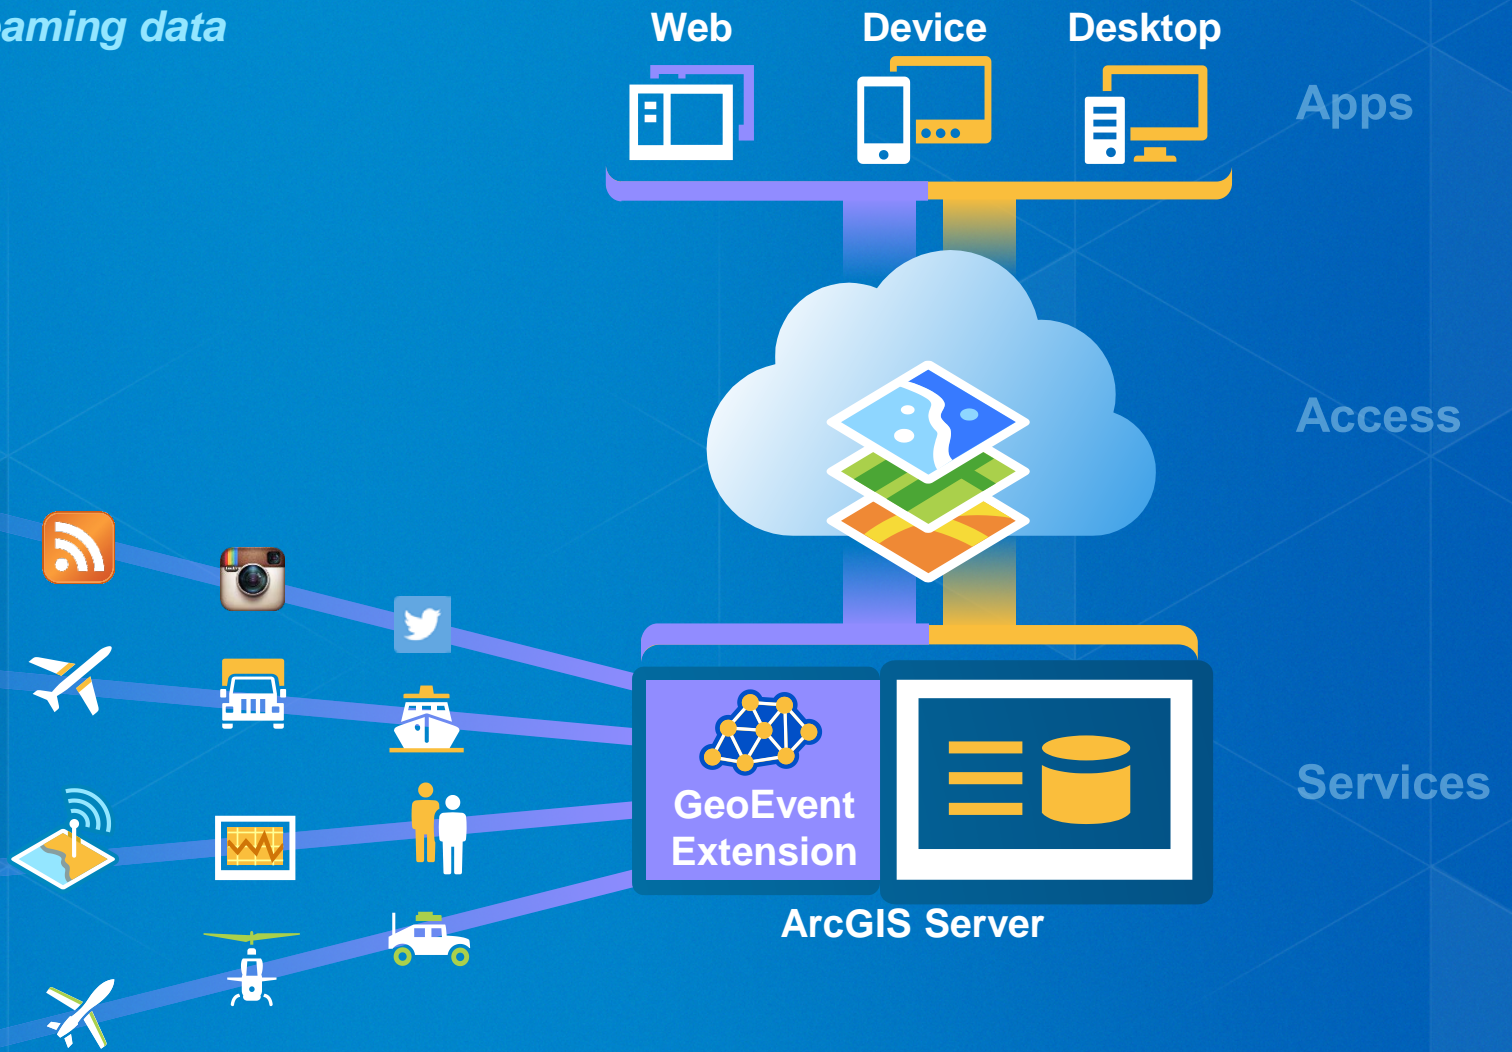 aming data
Web Device Desktop
Apps
Access
Services
GeoEvent
Extension
ArcGIS Server